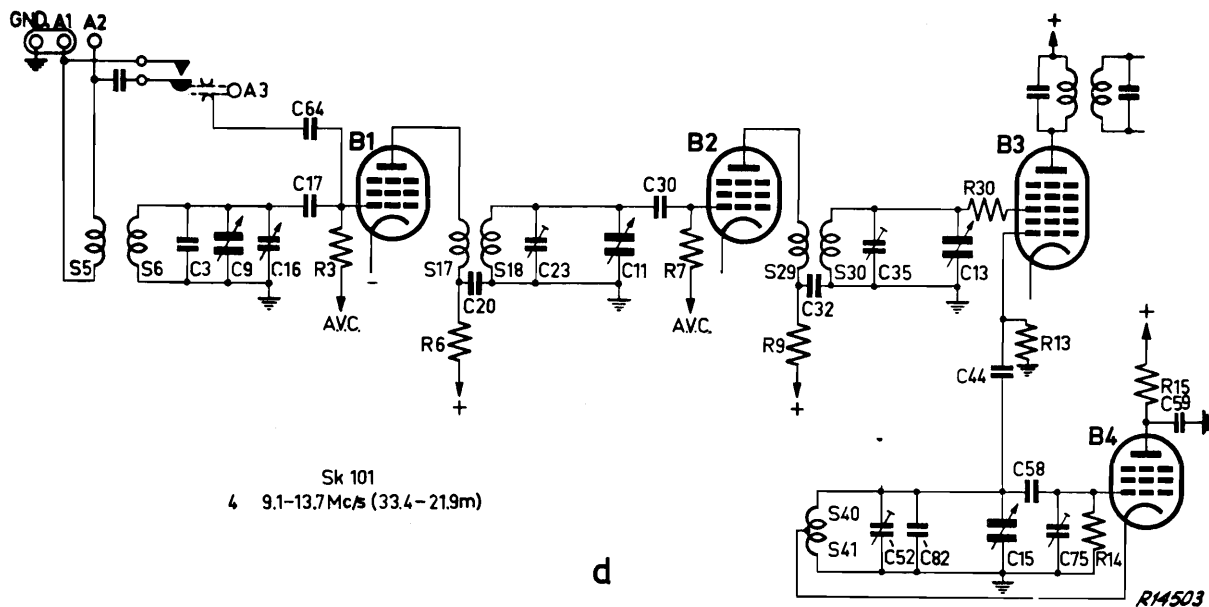 GND. A1 A2
A3
C64
B1
B2
B3
C17
C30
R30
S5 S6 C3 C9 C16 R3
S17 S18 C23 C11 R7
S29 S30 C35 C13
C20
C32
A.V.C.
A.V.C.
R6
R9
R13
C44
+
+
+
+
R15
C59
B4
C58
Sk 101
4 9.1-13.7 Mc/s (33.4-21.9m)
S40
S41
C52 C82 C15 C75 R14
d
R14503